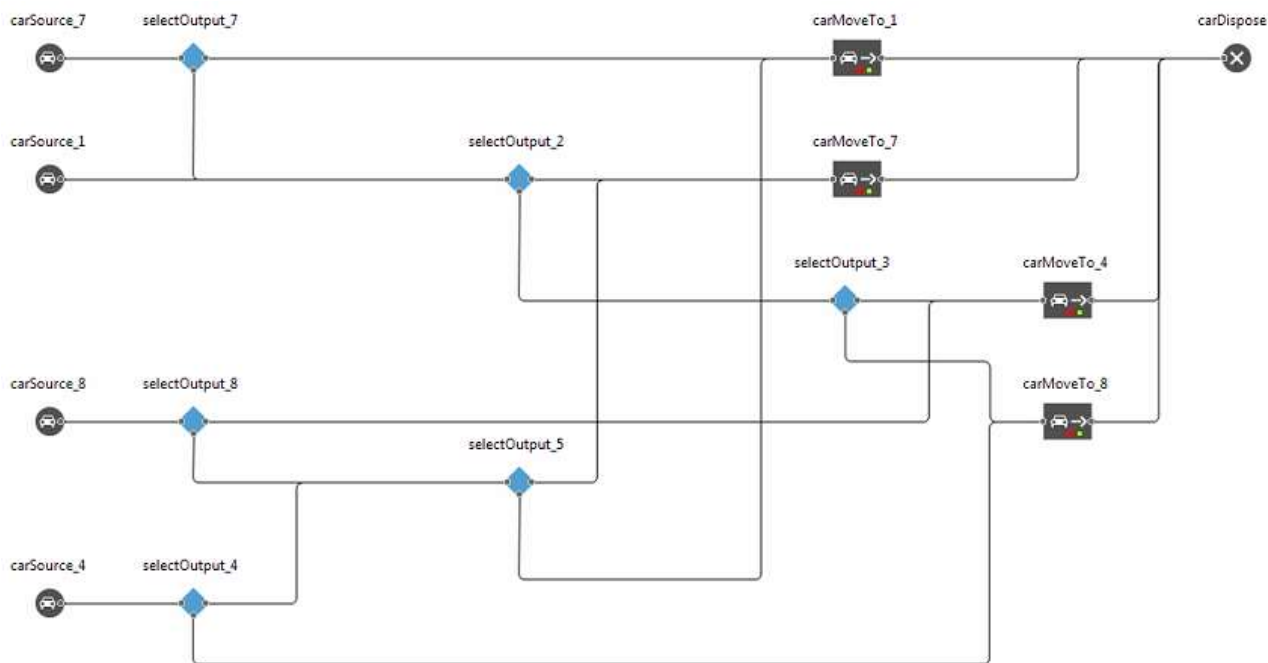 carSource_7
selectOutput_7
carMoveTo_1
carDispose
carSource_1
selectOutput_2
carMoveTo_7
selectOutput_3
carMoveTo_4
carSource_8
selectOutput_8
carMoveTo_8
selectOutput_5
carSource_4
selectOutput_4